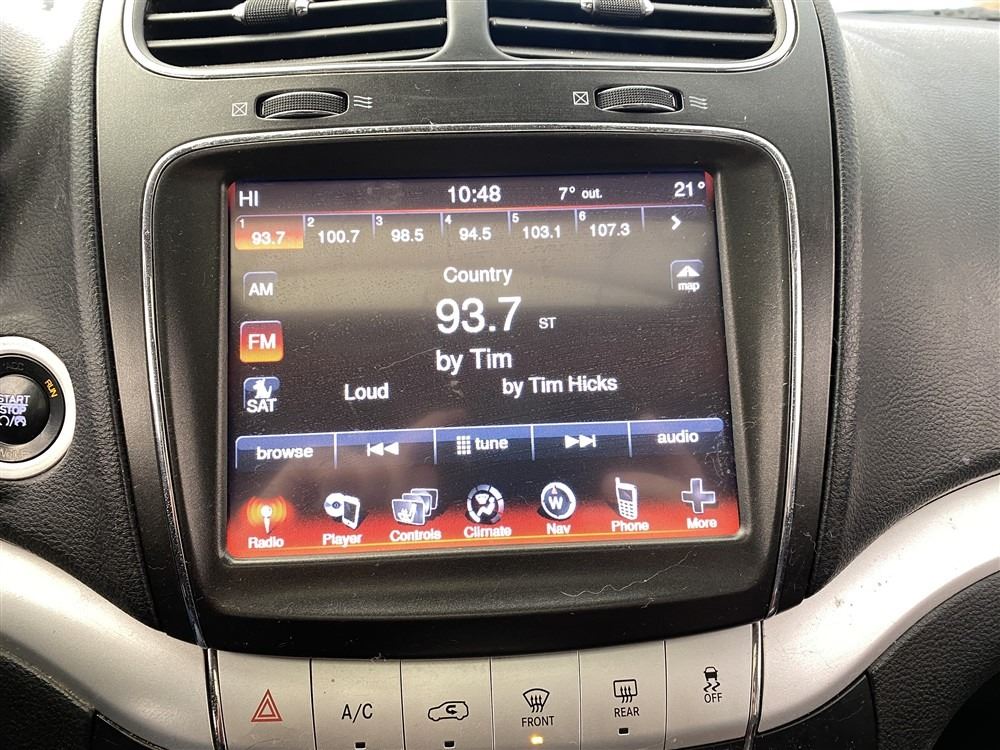 HI 10:48 7° out. 21°
1 93.7 2 100.7 3 98.5 4 94.5 5 103.1 6 107.3 >
AM Country map
93.7 ST
FM by Tim
SAT Loud by Tim Hicks
browse tune audio
Radio Player Controls Climate Nav Phone More
W
RUN
START
STOP
A/C FRONT REAR OFF